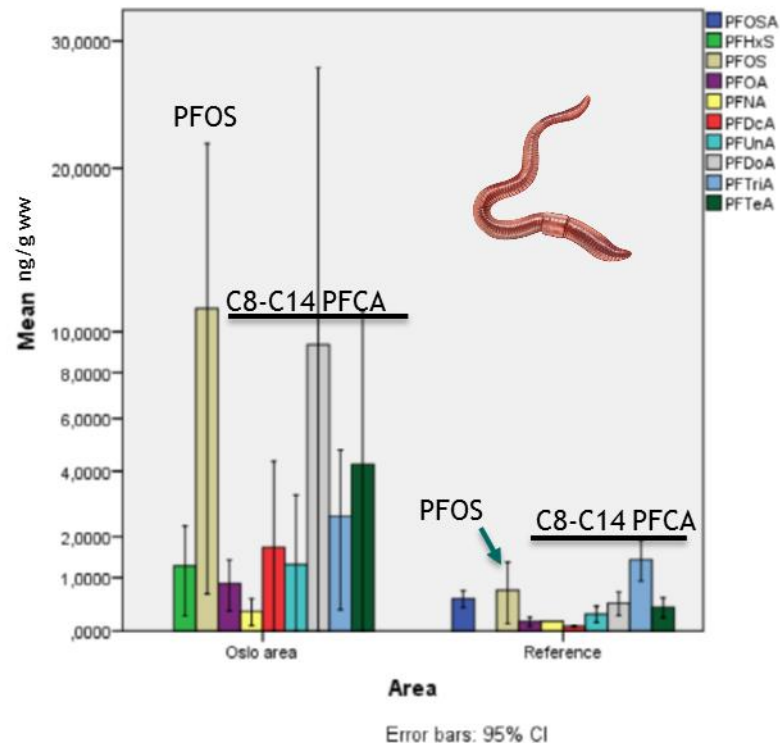 30,0000
20,0000
10,0000
8,0000
6,0000
4,0000
2,0000
1,0000
,0000
Mean ng/g ww
PFOS
C8-C14 PFCA
PFOS
C8-C14 PFCA
PFOSA
PFHxS
PFOS
PFOA
PFNA
PFDcA
PFUnA
PFDoA
PFTriA
PFTeA
Oslo area
Reference
Area
Error bars: 95% CI